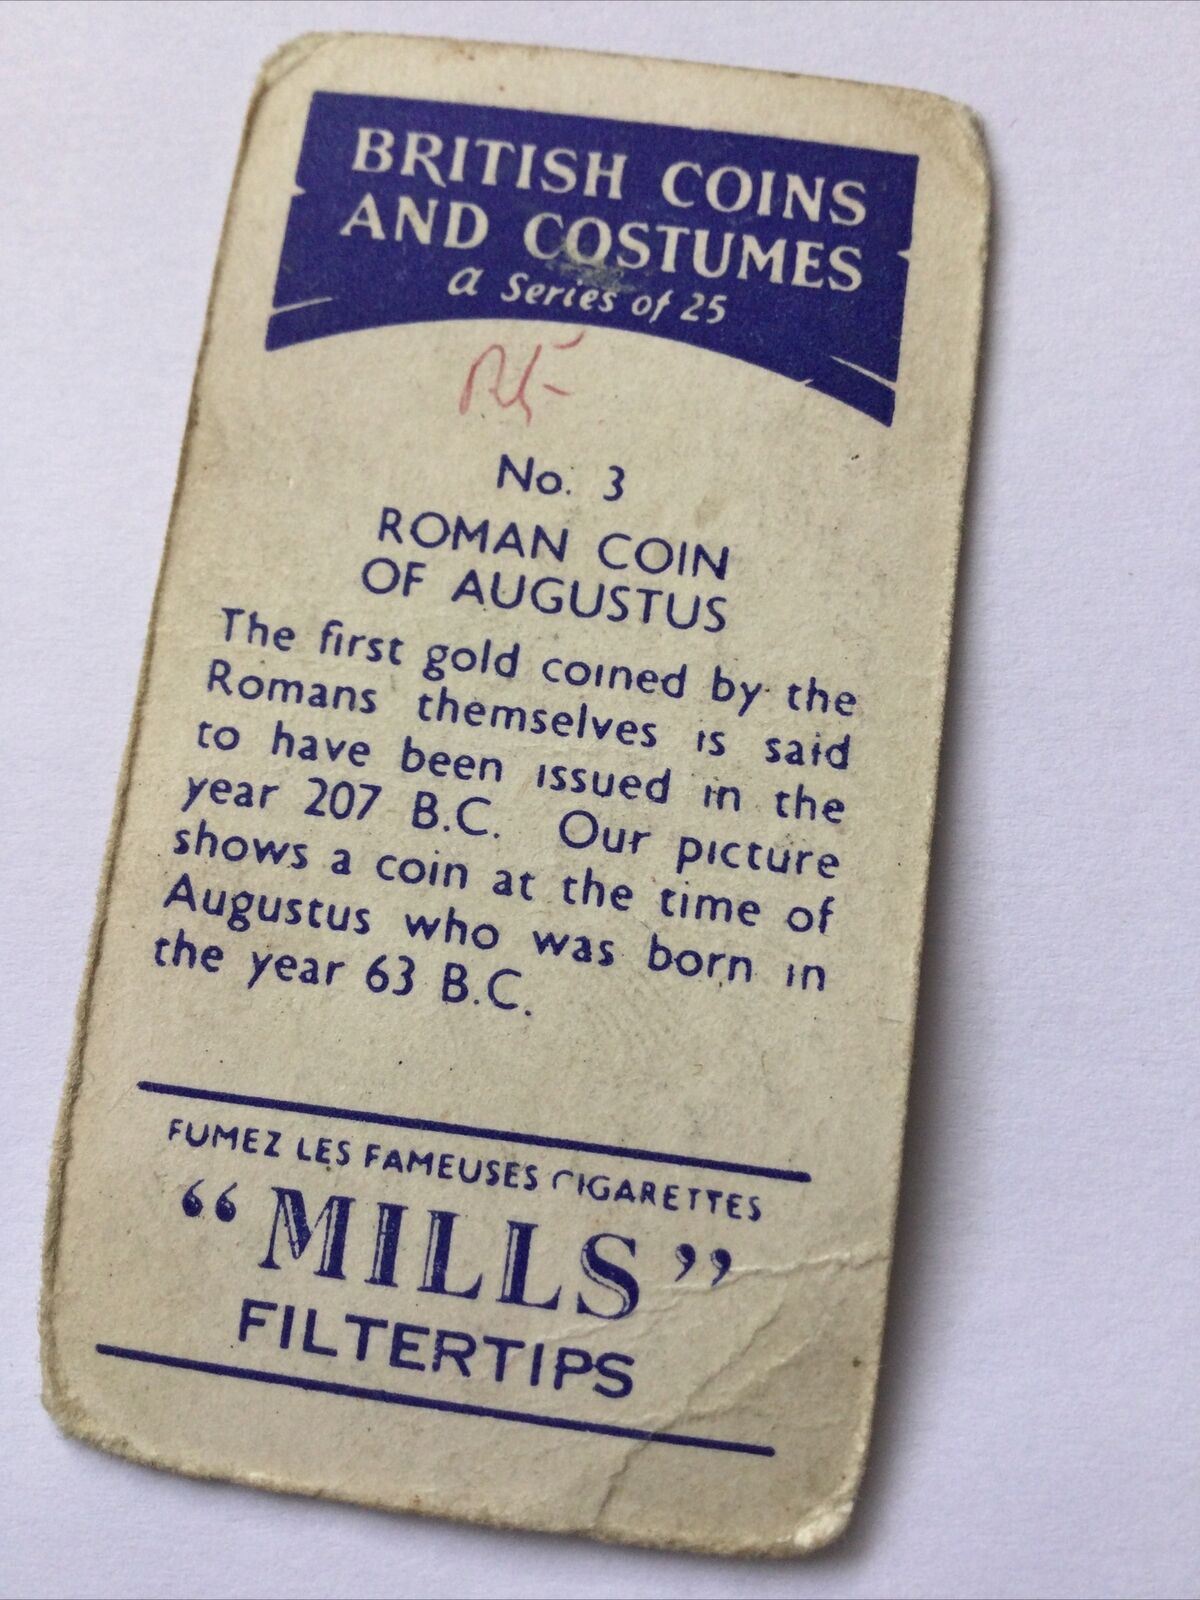 BRITISH COINS
AND COSTUMES
a Series of 25
No. 3
ROMAN COIN
OF AUGUSTUS
The first gold coined by the
Romans themselves is said
to have been issued in the
year 207 B.C. Our picture
shows a coin at the time of
Augustus who was born in
the year 63 B.C.
FUMEZ LES FAMEUSES CIGARETTES
“MILLS”
FILTERTIPS